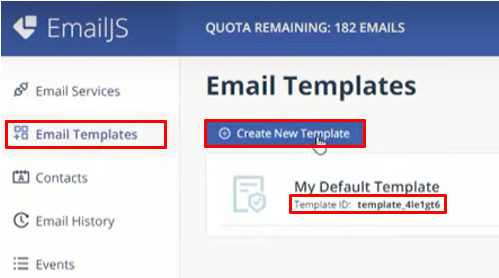 EmailJS
QUOTA REMAINING: 182 EMAILS
Email Services
Email Templates
Contacts
Email History
Events
Email Templates
Create New Template
My Default Template
Template ID: template_4le1gt6